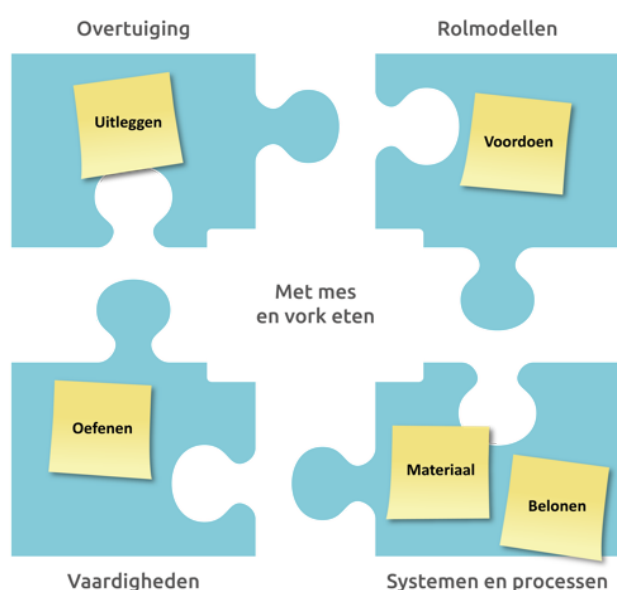 Overtuiging
Rolmodellen
Uitleggen
Voordoen
Met mes
en vork eten
Oefenen
Materiaal
Belonen
Vaardigheden
Systemen en processen